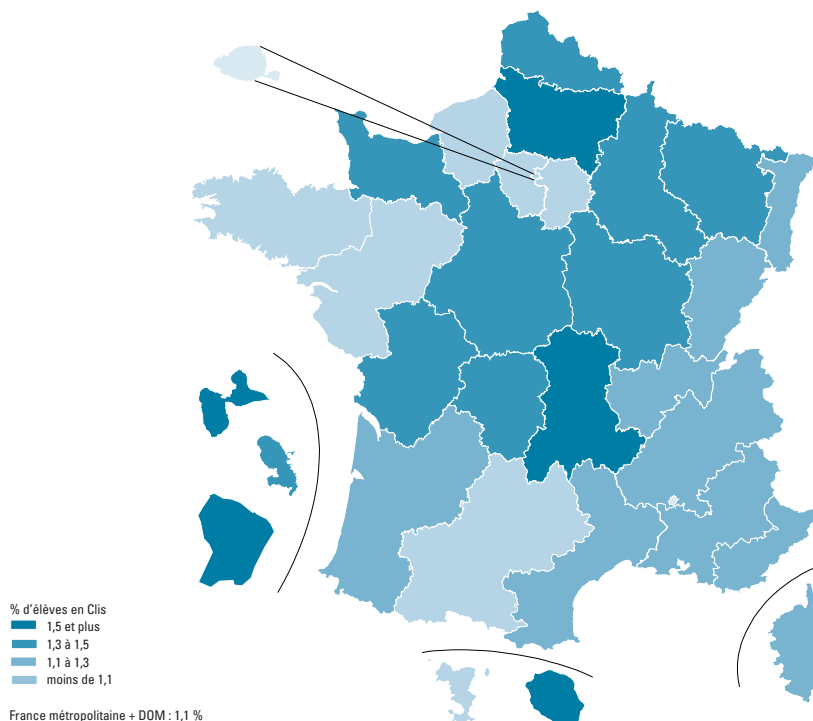 % d'élèves en Clis
1,5 et plus
1,3 à 1,5
1,1 à 1,3
moins de 1,1
France métropolitaine + DOM : 1,1 %